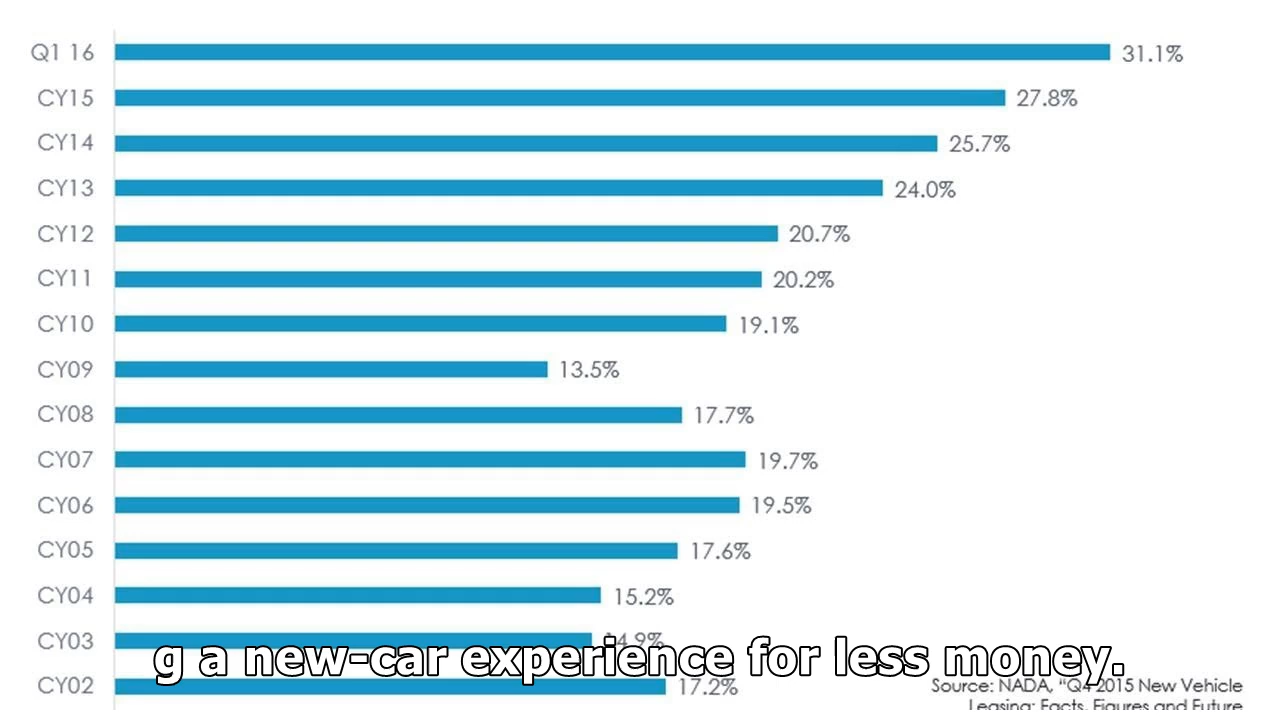 Q1 16 31.1%
CY15 27.8%
CY14 25.7%
CY13 24.0%
CY12 20.7%
CY11 20.2%
CY10 19.1%
CY09 13.5%
CY08 17.7%
CY07 19.7%
CY06 19.5%
CY05 17.6%
CY04 15.2%
CY03 14.9%
g a new-car experience for less money.
CY02 17.2%
Source: NADA, “Q4 2015 New Vehicle
Leasing: Facts, Figures and Future